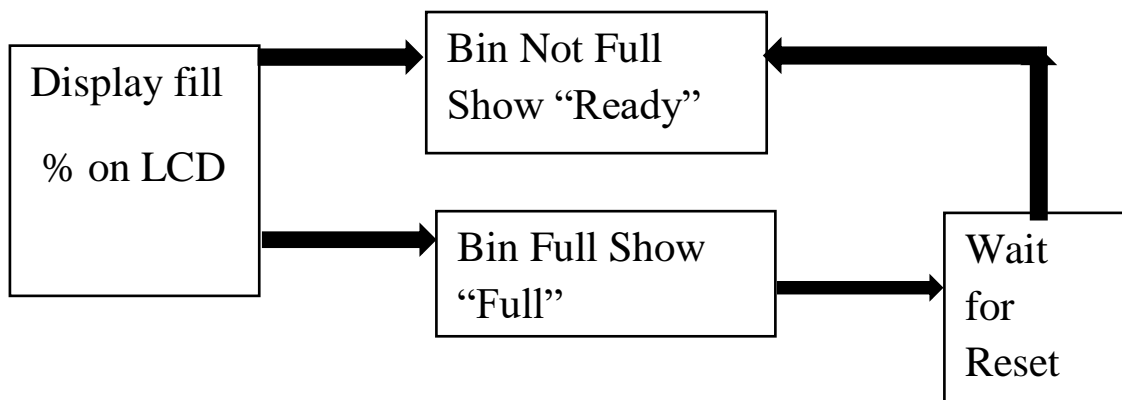 Display fill
% on LCD
Bin Not Full
Show “Ready”
Bin Full Show
“Full”
Wait
for
Reset